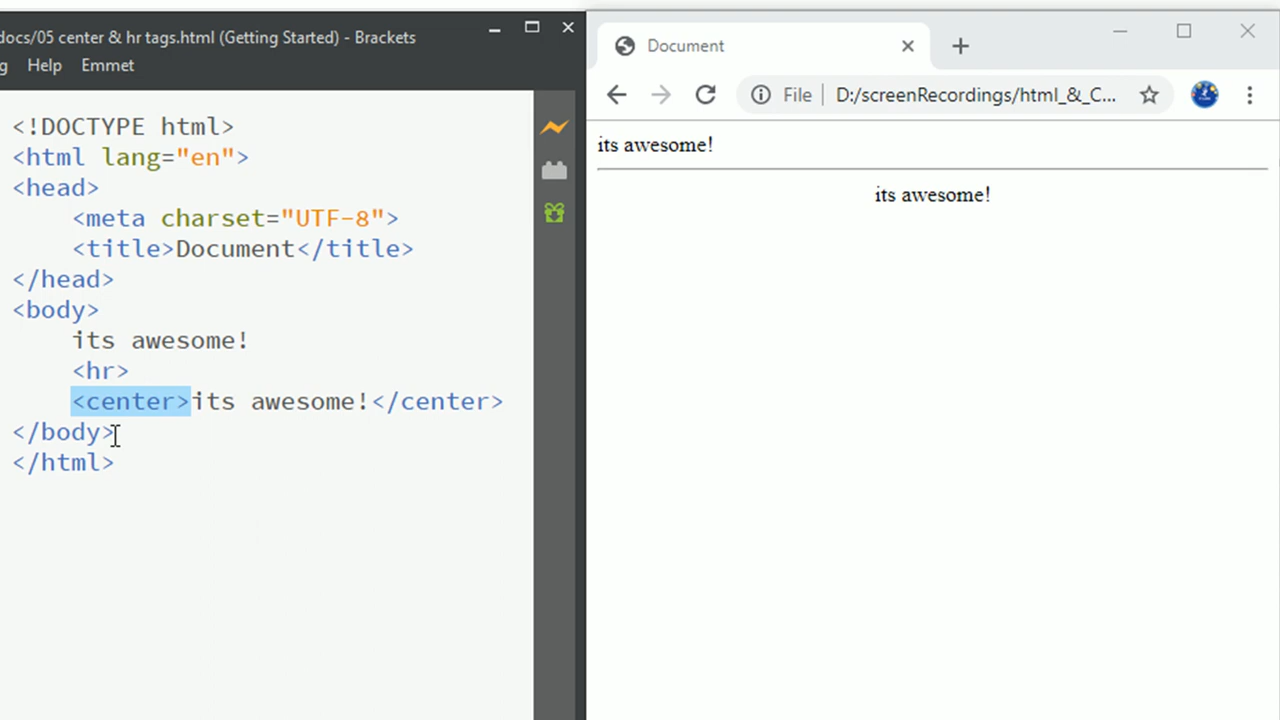 docs/05 center & hr tags.html (Getting Started) - Brackets
g Help Emmet
<!DOCTYPE html>
<html lang="en">
<head>
<meta charset="UTF-8">
<title>Document</title>
</head>
<body>
its awesome!
<hr>
<center>its awesome!</center>
</body>
</html>
Document
File D:/screenRecordings/html_&_C...
its awesome!
its awesome!